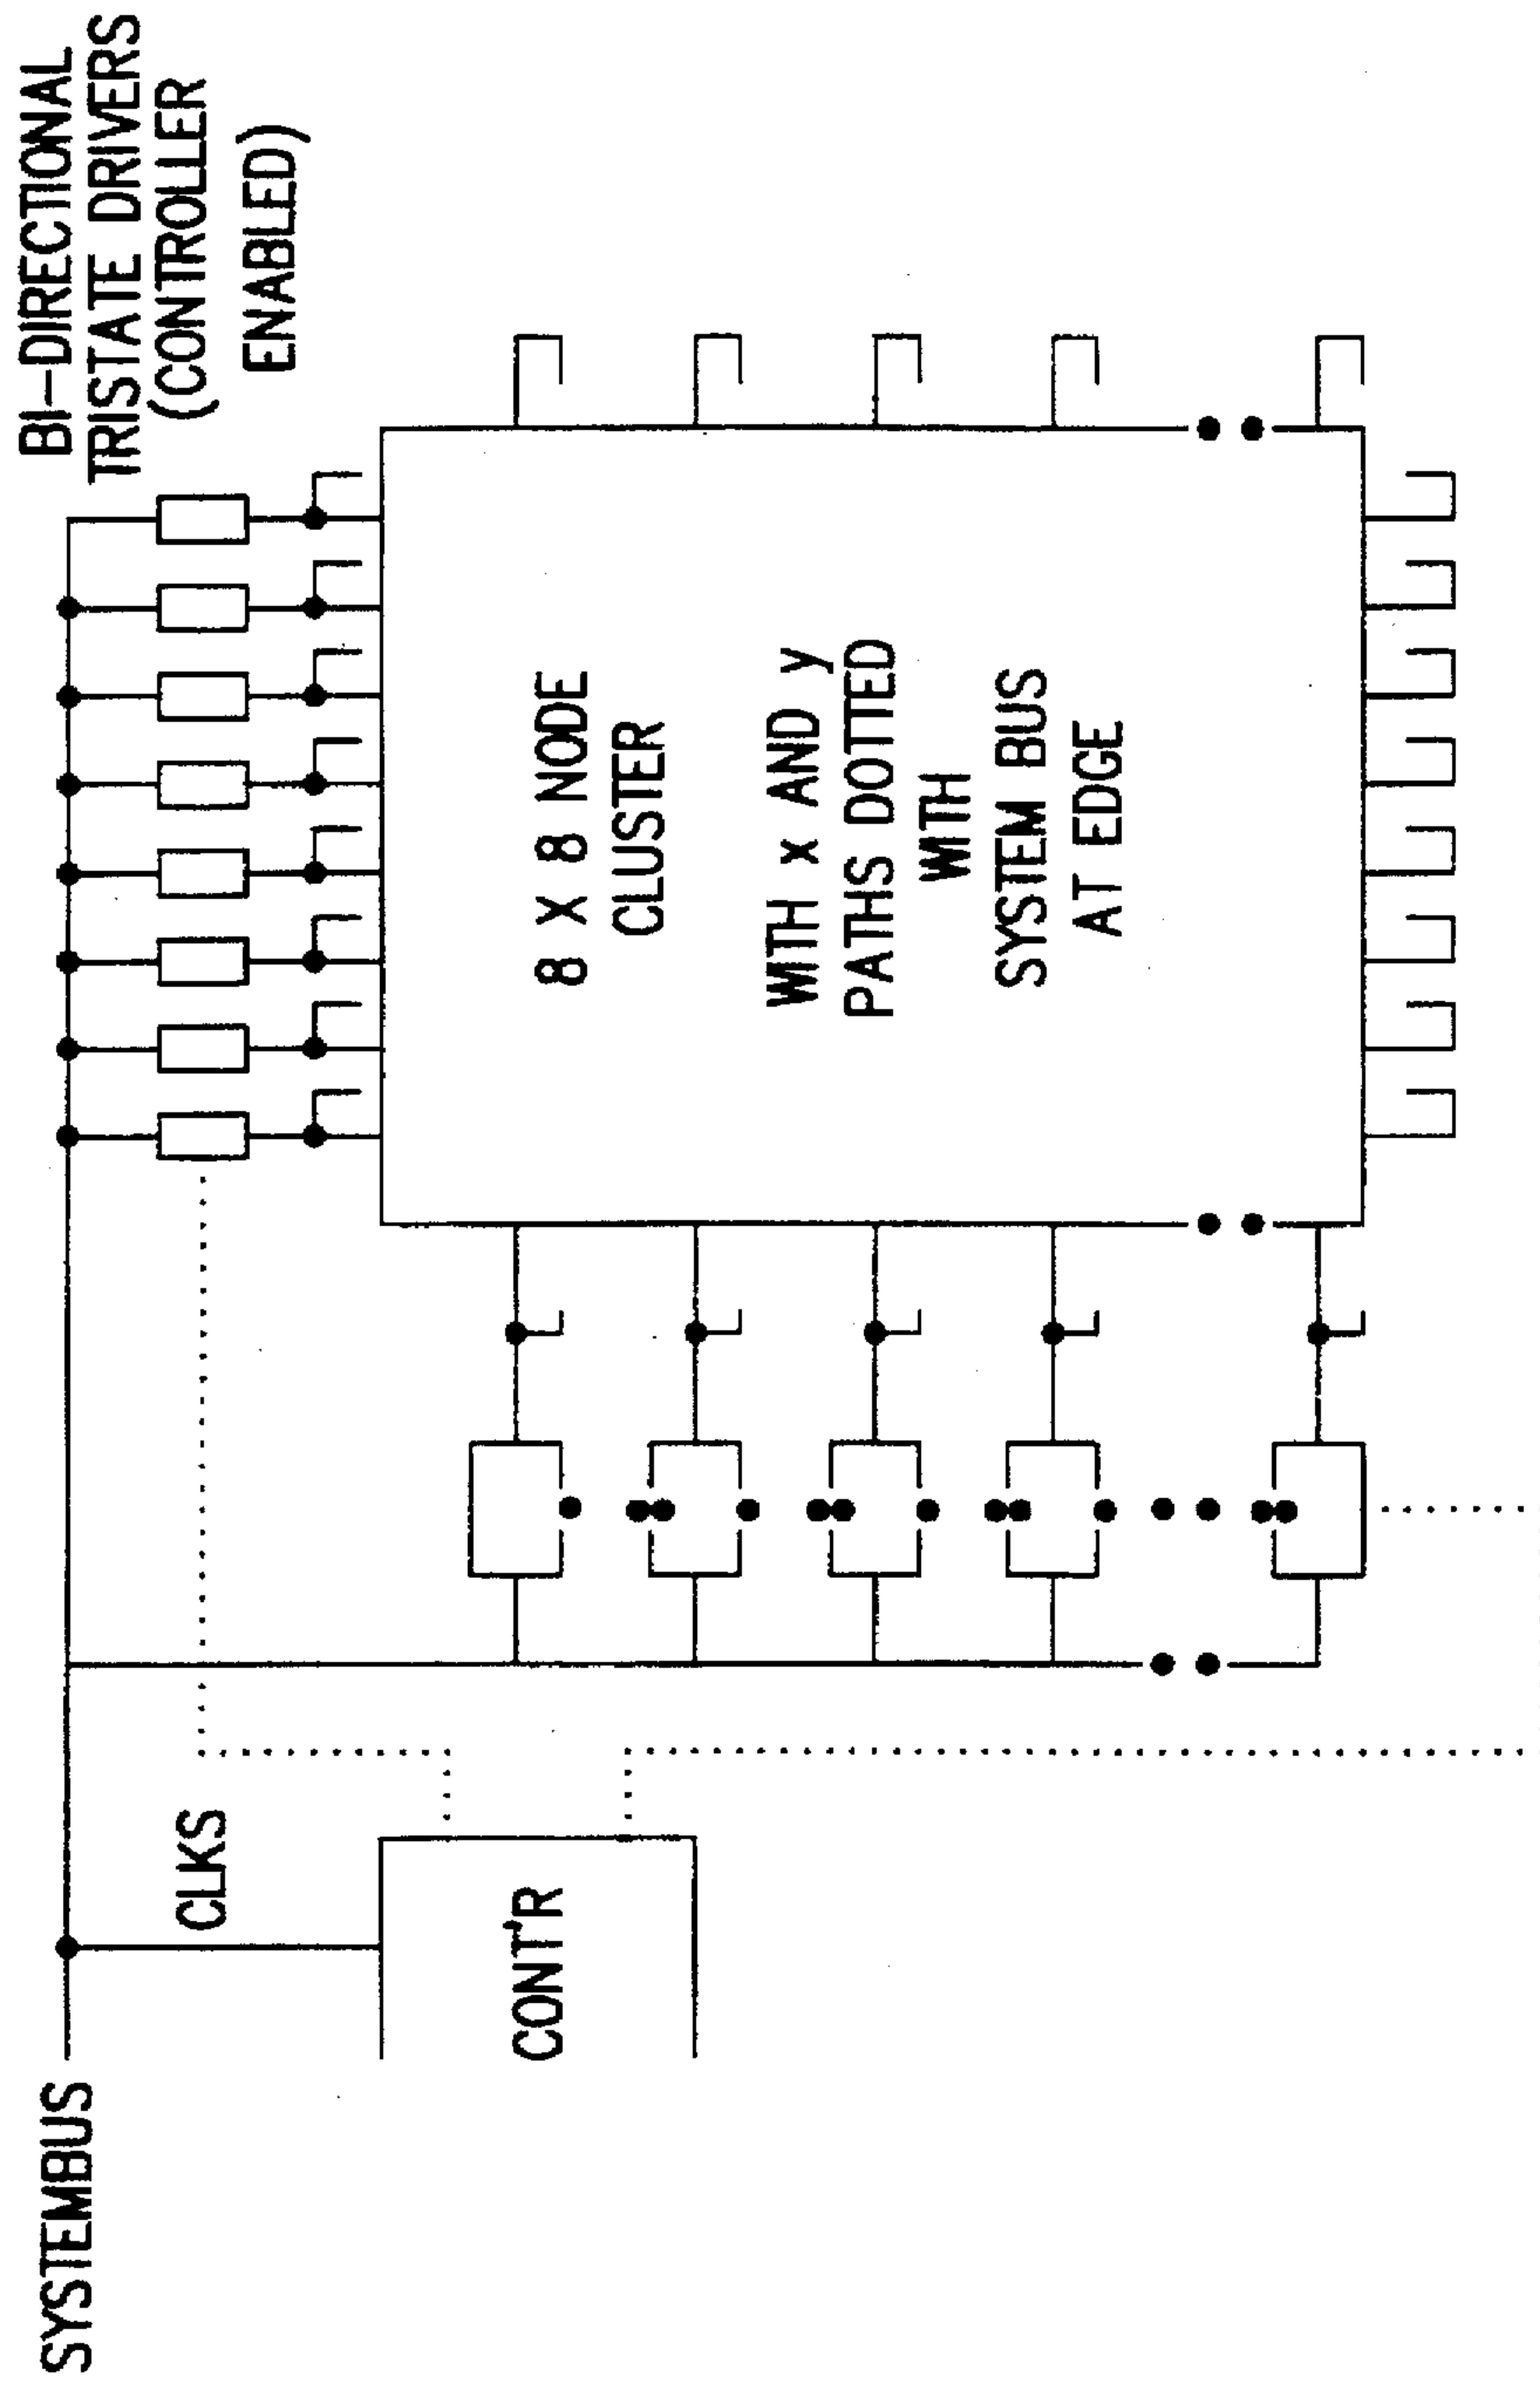 BI-DIRECTIONAL
TRISTATE DRIVERS
(CONTROLLER
ENABLED)
SYSTEMBUS
CLKS
CONT'R
8 X 8 NODE
CLUSTER
WITH x AND y
PATHS DOTTED
WITH
SYSTEM BUS
AT EDGE